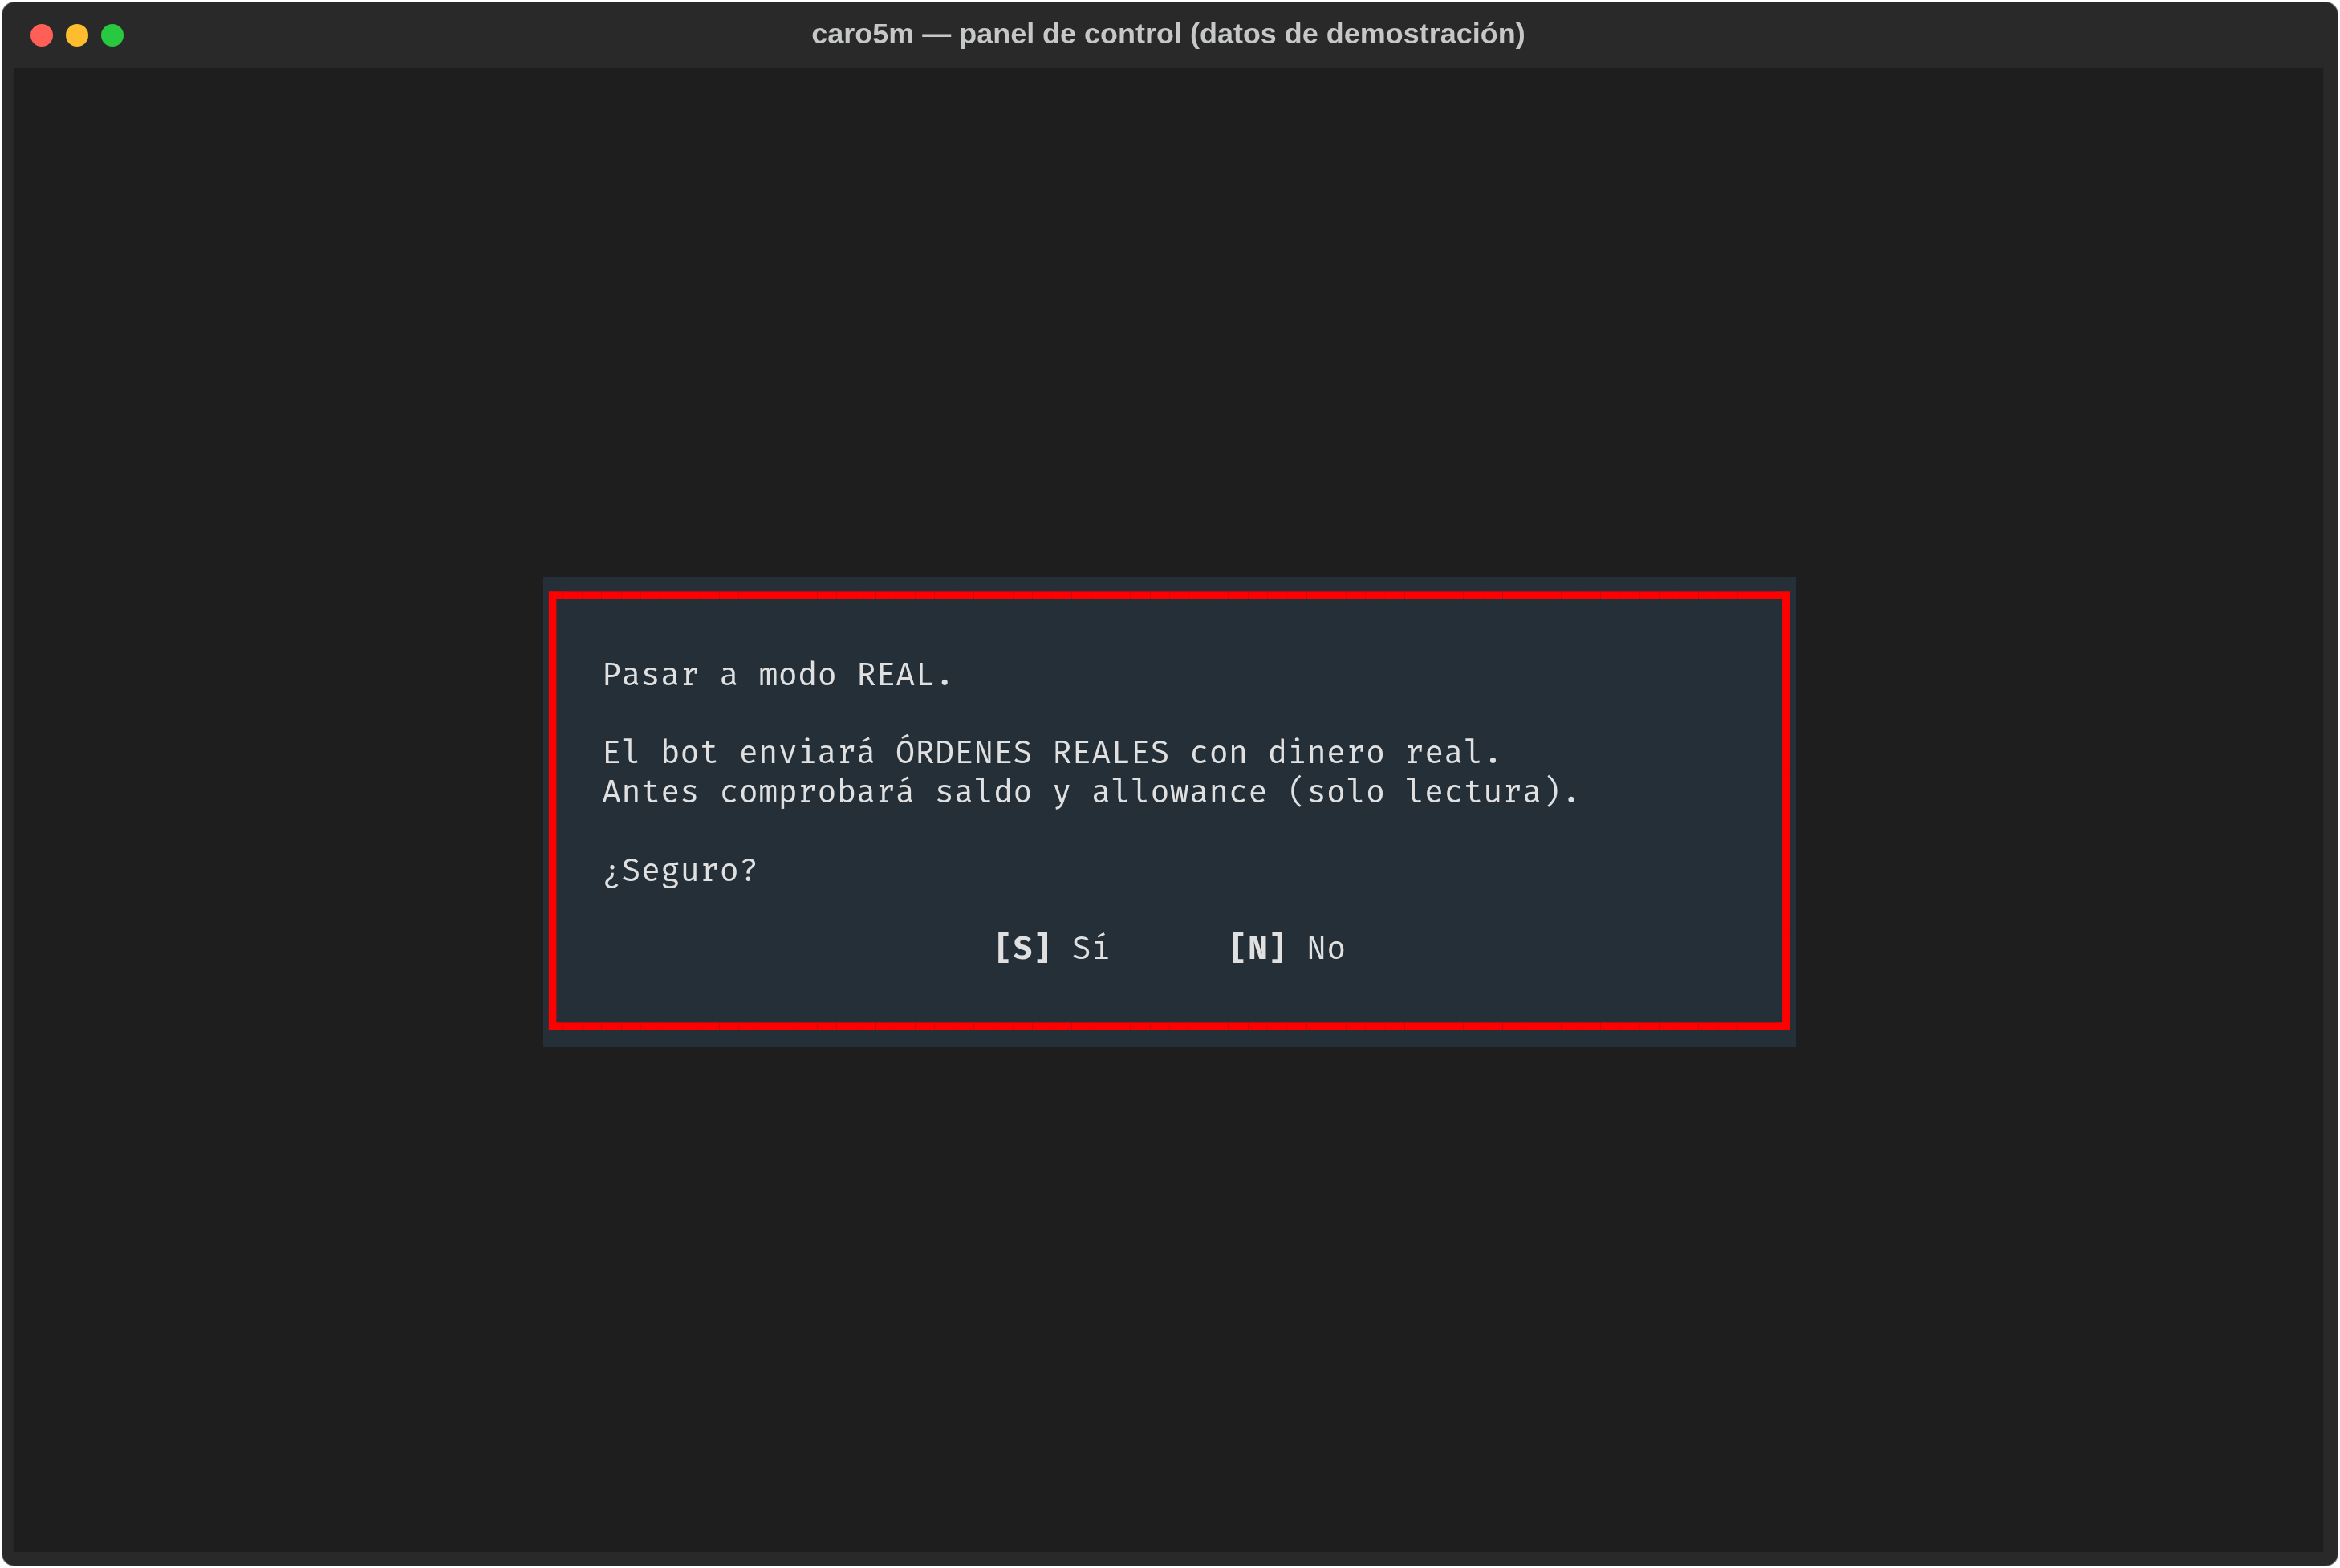 caro5m — panel de control (datos de demostración)
Pasar a modo REAL.
El bot enviará ÓRDENES REALES con dinero real.
Antes comprobará saldo y allowance (solo lectura).
¿Seguro?
[S] Sí [N] No